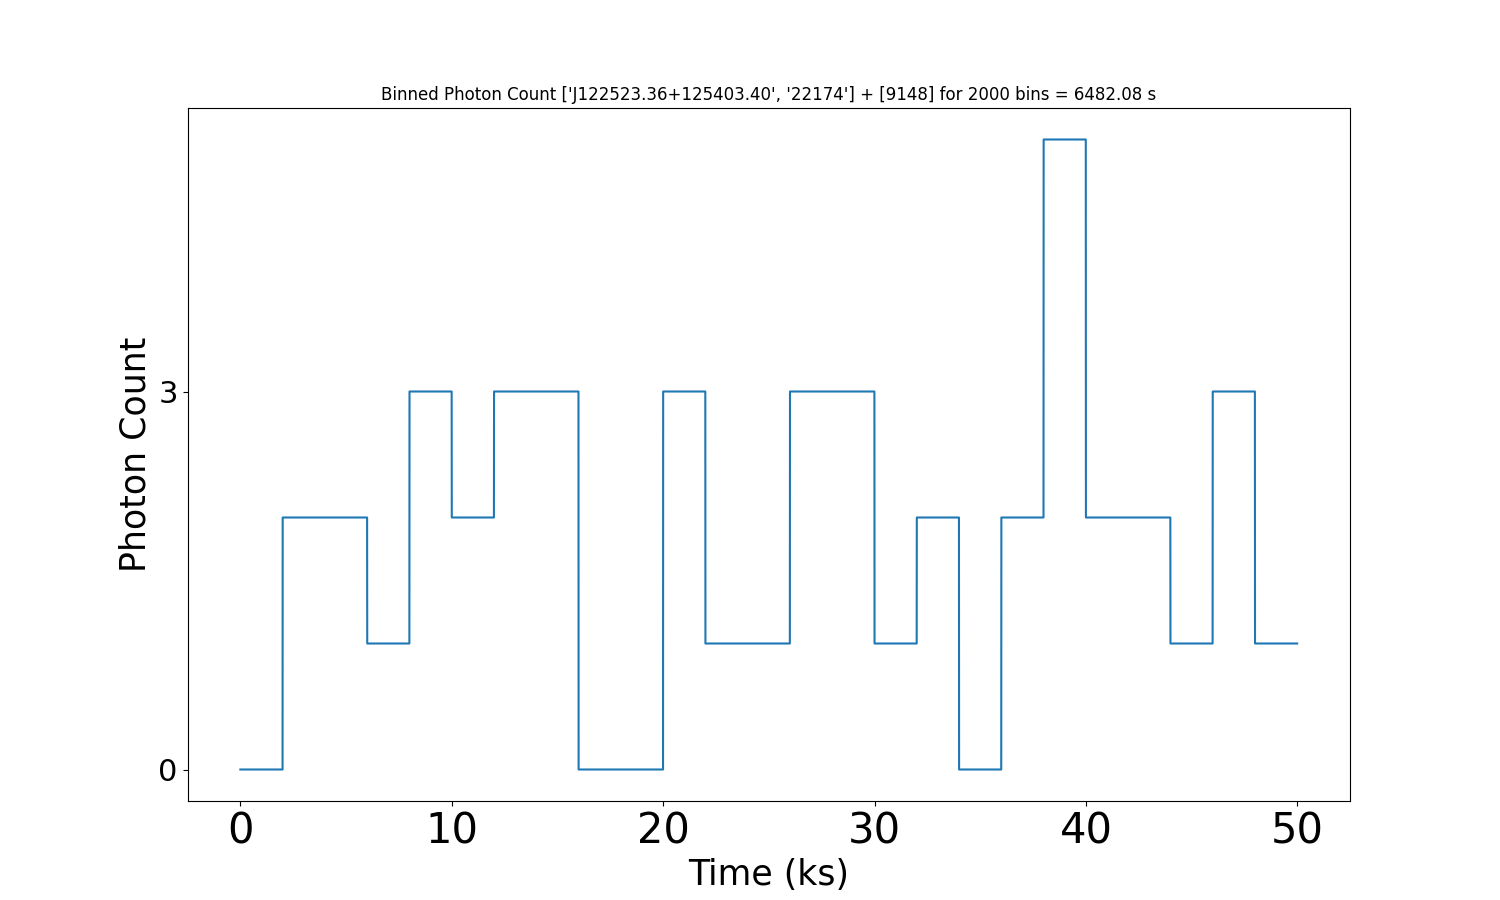 Binned Photon Count ['J122523.36+125403.40', '22174'] + [9148] for 2000 bins = 6482.08 s
Photon Count
3
0
0 10 20 30 40 50
Time (ks)